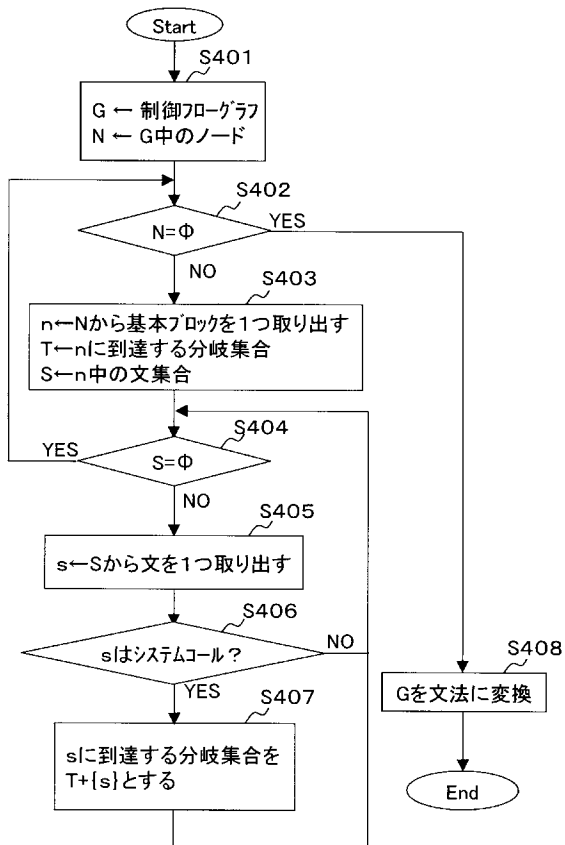 Start
S401
G ← 制御フローグラフ
N ← G中のノード
S402
N=Φ
YES
NO
S403
n←Nから基本ブロックを1つ取り出す
T←nに到達する分岐集合
S←n中の文集合
S404
YES
S=Φ
NO
S405
s←Sから文を1つ取り出す
S406
sはシステムコール?
NO
YES
S408
Gを文法に変換
S407
sに到達する分岐集合を
T+{s}とする
End